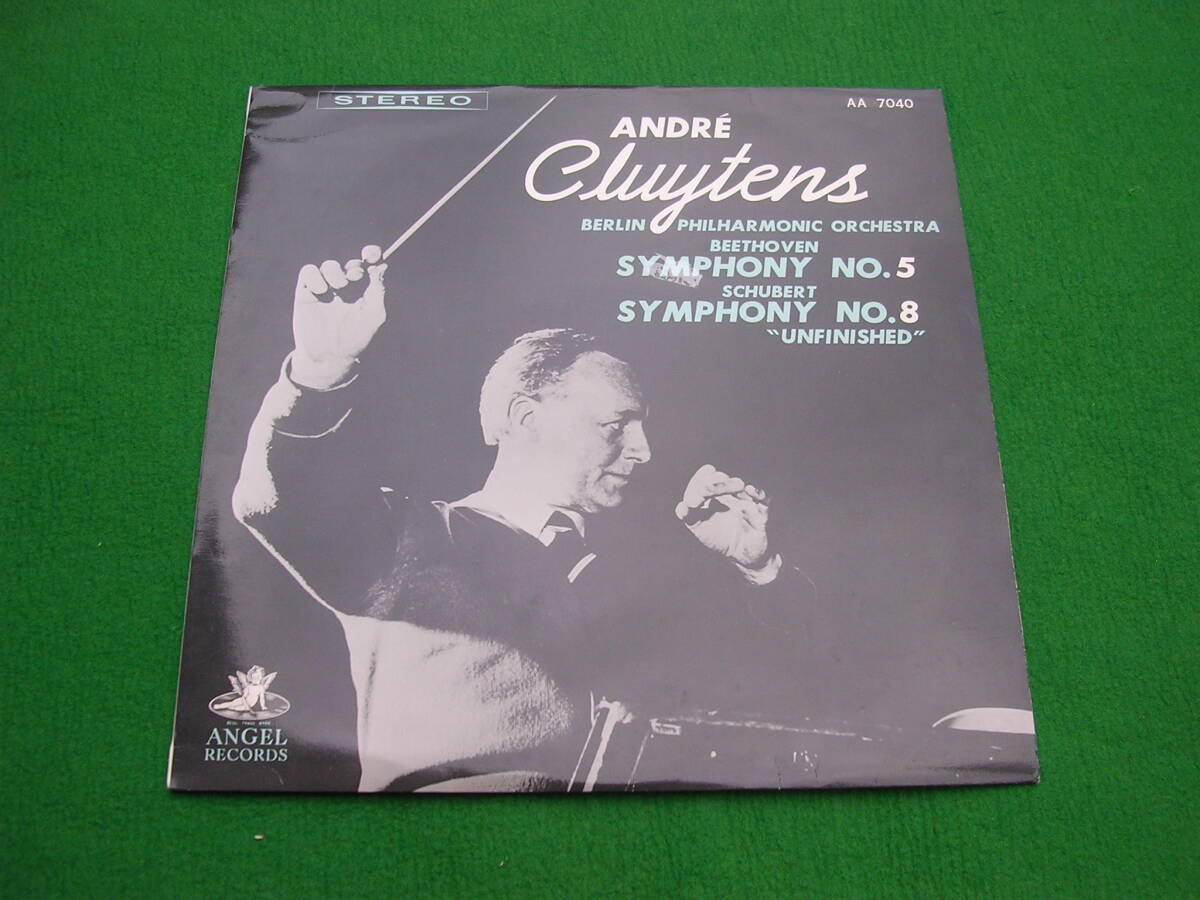 STEREO
AA 7040
ANDRÉ
Cluytens
BERLIN PHILHARMONIC ORCHESTRA
BEETHOVEN
SYMPHONY NO. 5
SCHUBERT
SYMPHONY NO. 8
"UNFINISHED"
ANGEL
RECORDS